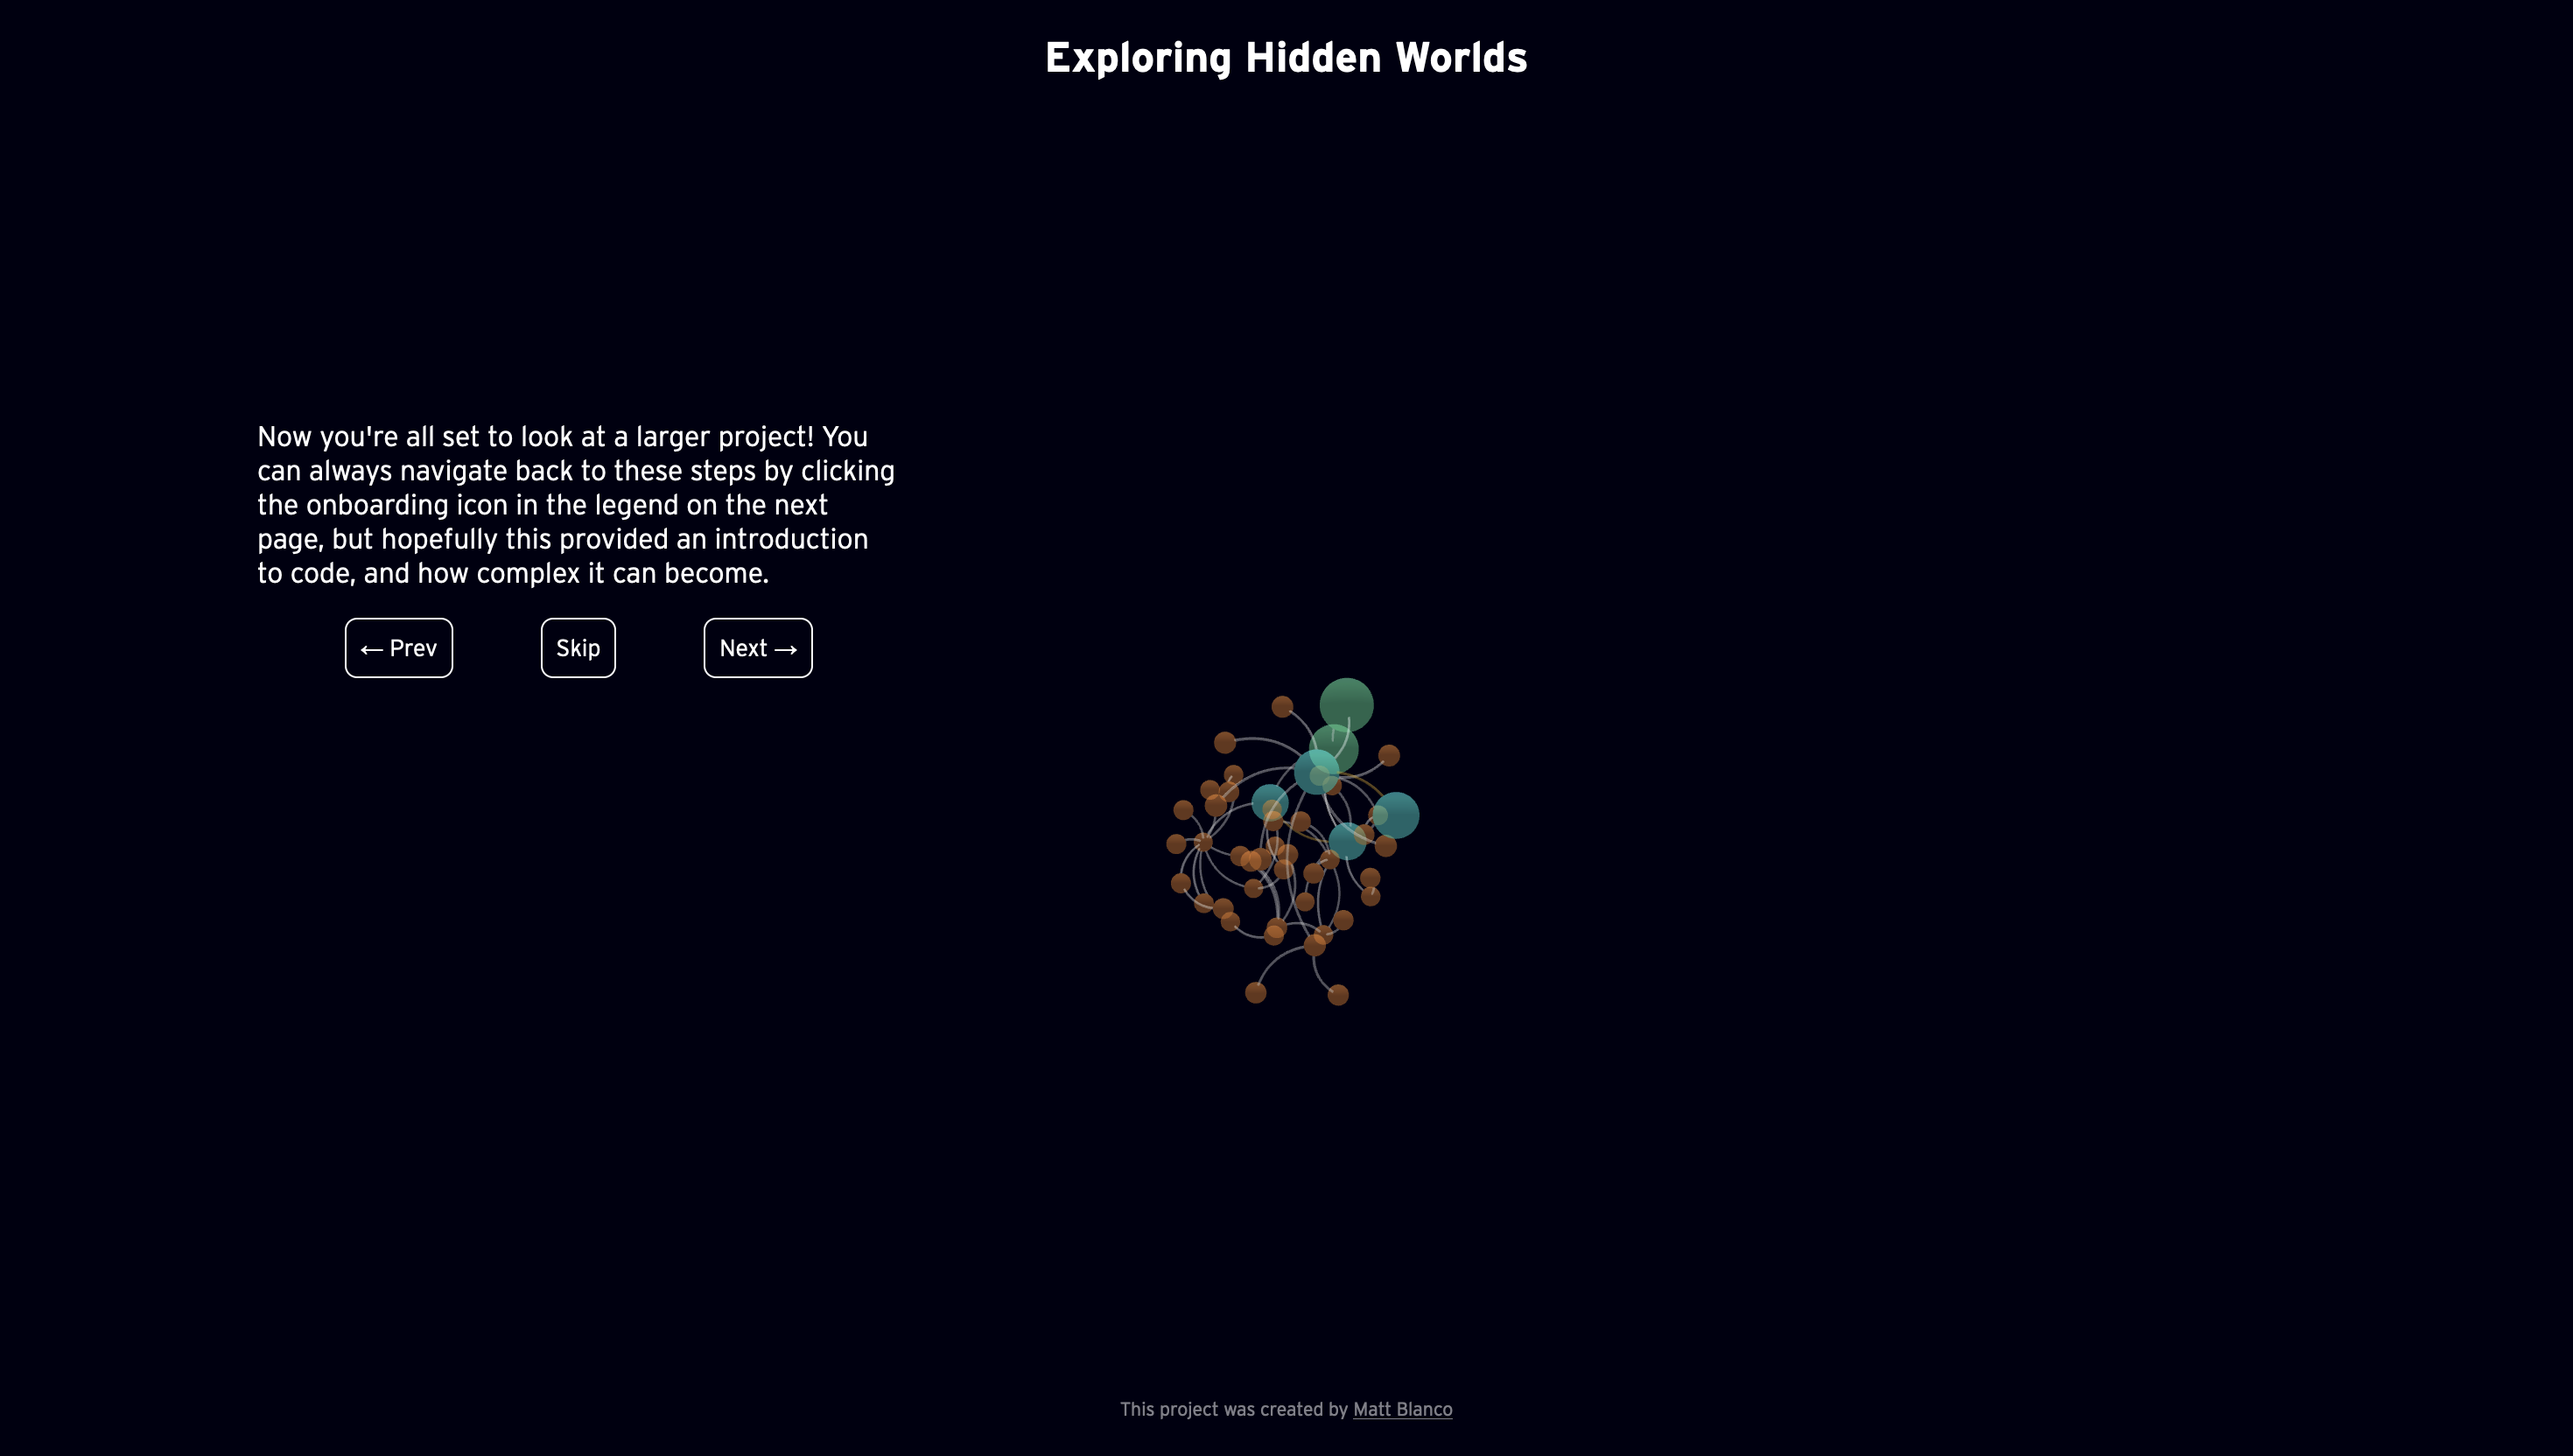 Exploring Hidden Worlds
Now you're all set to look at a larger project! You
can always navigate back to these steps by clicking
the onboarding icon in the legend on the next
page, but hopefully this provided an introduction
to code, and how complex it can become.
← Prev
Skip
Next →
This project was created by Matt Blanco